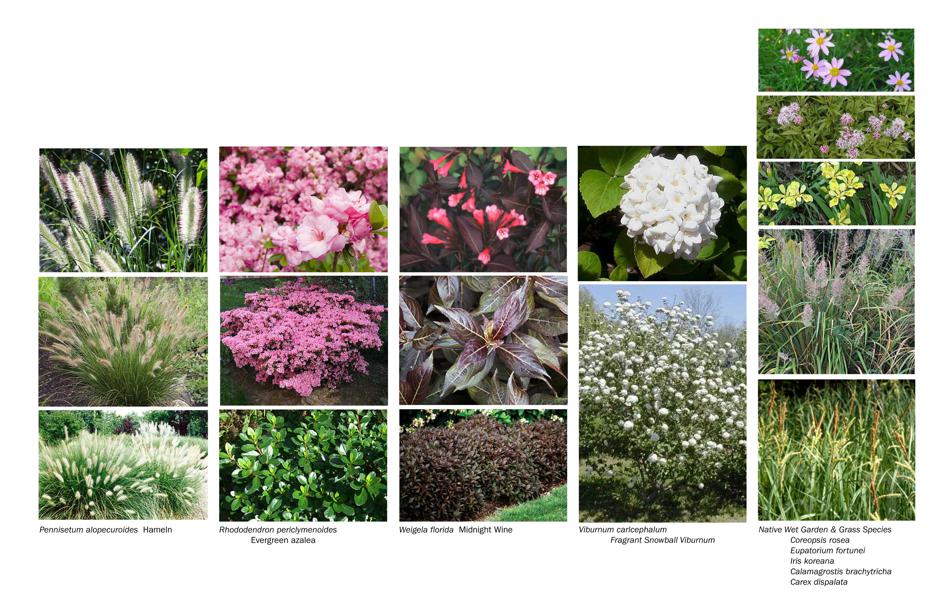 Pennisetum alopecuroides Hameln
Rhododendron periclymenoides
Evergreen azalea
Weigela florida Midnight Wine
Viburnum carlcephalum
Fragrant Snowball Viburnum
Native Wet Garden & Grass Species
Coreopsis rosea
Eupatorium fortunei
Iris koreana
Calamagrostis brachytricha
Carex dispalata